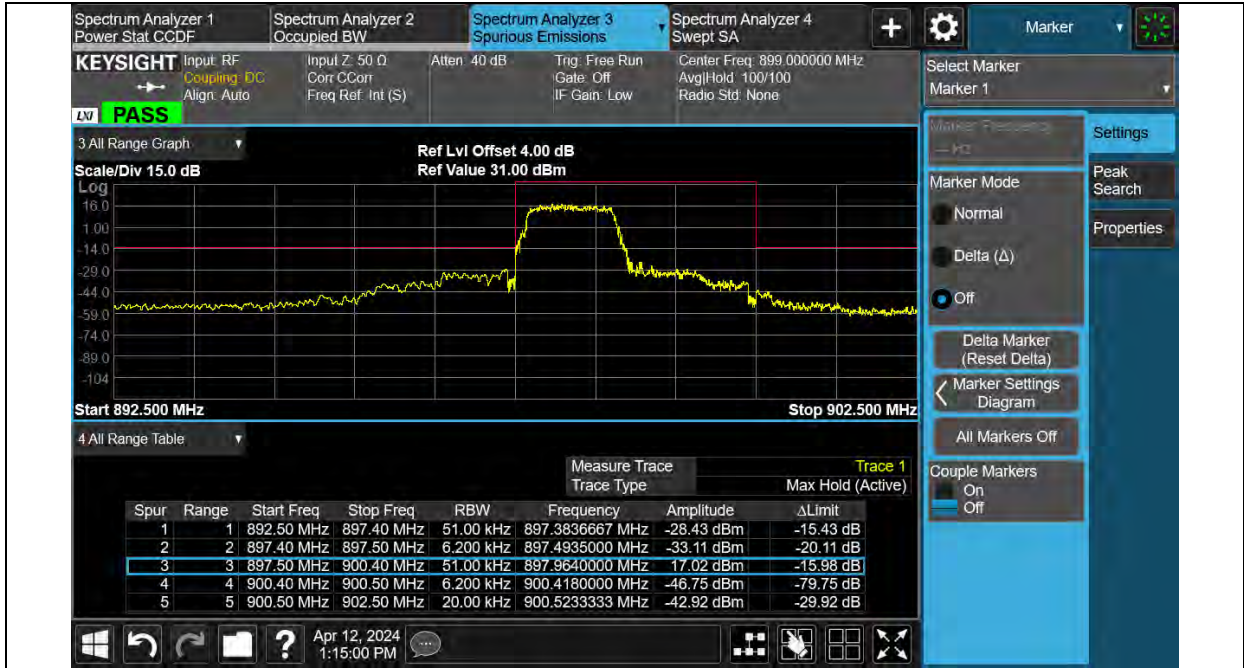 Spectrum Analyzer 1
Power Stat CCDF
Spectrum Analyzer 2
Occupied BW
Spectrum Analyzer 3
Spurious Emissions
Spectrum Analyzer 4
Swept SA
Marker
KEYSIGHT
Input: RF
Coupling: DC
Align: Auto
Input Z: 50 Ω
Corr CCorr
Freq Ref: Int (S)
Atten: 40 dB
Trig: Free Run
Gate: Off
IF Gain: Low
Center Freq: 899.000000 MHz
Avg|Hold: 100/100
Radio Std: None
LXI PASS
Select Marker
Marker 1
Marker Frequency
--- Hz
Settings
Peak Search
Properties
Marker Mode
Normal
Delta (Δ)
Off
Delta Marker
(Reset Delta)
Marker Settings
Diagram
All Markers Off
Couple Markers
On
Off
3 All Range Graph
Scale/Div 15.0 dB
Ref Lvl Offset 4.00 dB
Ref Value 31.00 dBm
Log
16.0
1.00
-14.0
-29.0
-44.0
-59.0
-74.0
-89.0
-104
Start 892.500 MHz
Stop 902.500 MHz
4 All Range Table
Measure Trace Trace 1
Trace Type Max Hold (Active)
Spur Range Start Freq Stop Freq RBW Frequency Amplitude ΔLimit
1 1 892.50 MHz 897.40 MHz 51.00 kHz 897.3836667 MHz -28.43 dBm -15.43 dB
2 2 897.40 MHz 897.50 MHz 6.200 kHz 897.4935000 MHz -33.11 dBm -20.11 dB
3 3 897.50 MHz 900.40 MHz 51.00 kHz 897.9640000 MHz 17.02 dBm -15.98 dB
4 4 900.40 MHz 900.50 MHz 6.200 kHz 900.4180000 MHz -46.75 dBm -79.75 dB
5 5 900.50 MHz 902.50 MHz 20.00 kHz 900.5233333 MHz -42.92 dBm -29.92 dB
?
Apr 12, 2024
1:15:00 PM